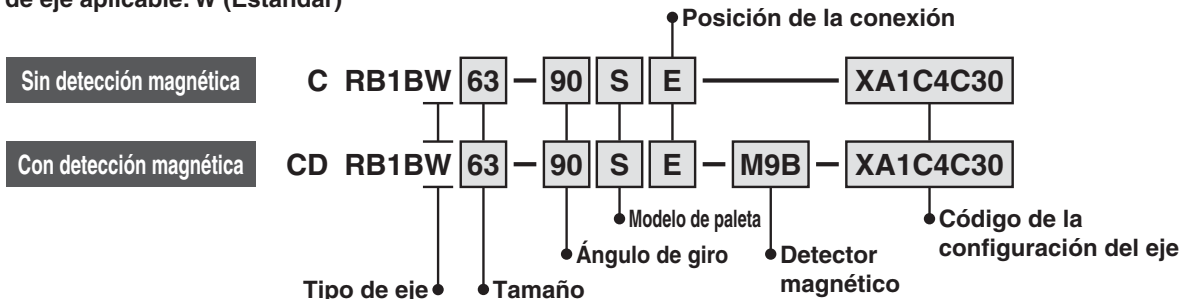 de eje aplicable: W (Estándar)
Posición de la conexión
Sin detección magnética C RB1BW 63 — 90 S E — XA1C4C30
Con detección magnética CD RB1BW 63 — 90 S E — M9B — XA1C4C30
Modelo de paleta
Código de la
configuración del eje
Ángulo de giro
Detector
magnético
Tipo de eje
Tamaño